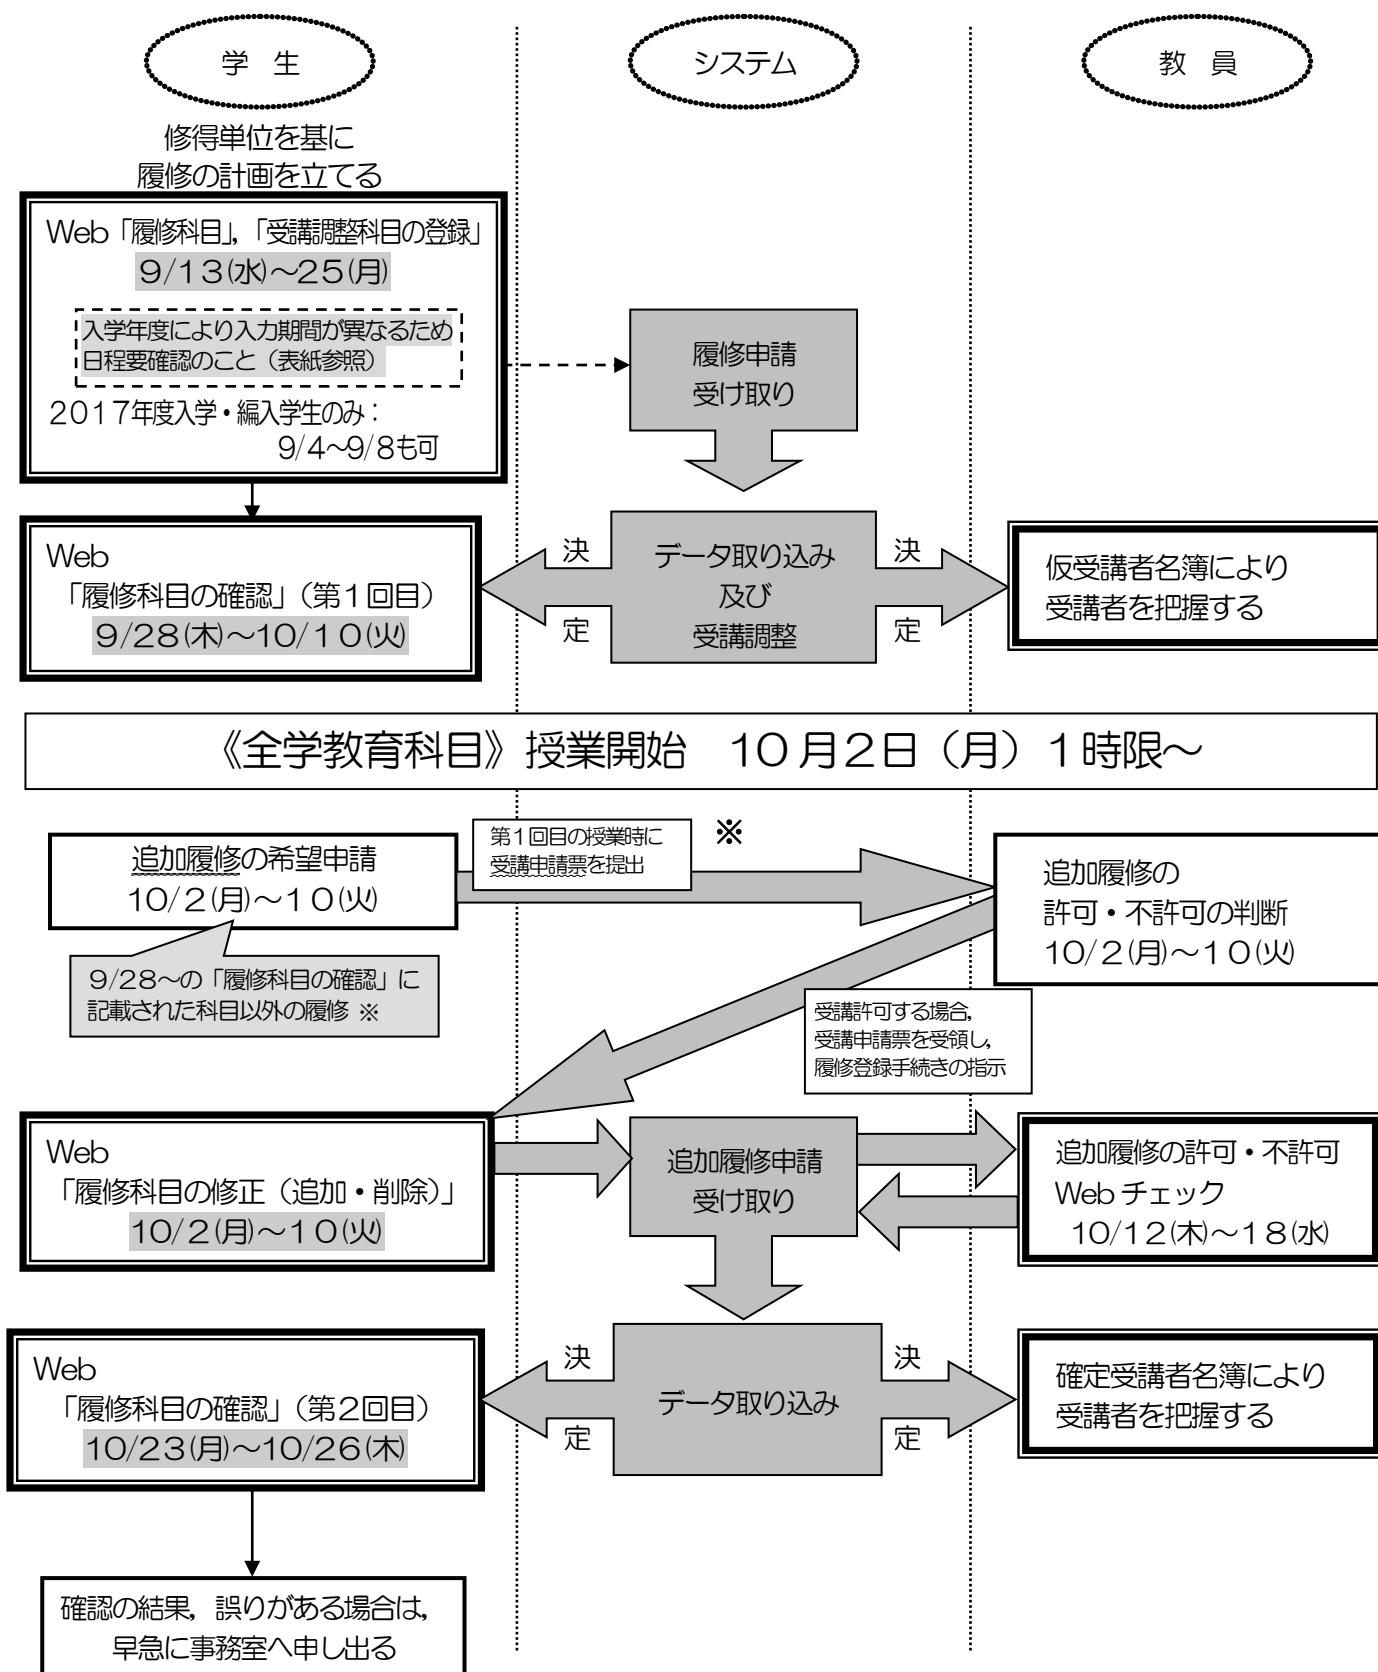 学 生
システム
教 員
修得単位を基に
履修の計画を立てる
Web「履修科目」,「受講調整科目の登録」
9/13(水)～25(月)
入学年度により入力期間が異なるため
日程要確認のこと（表紙参照）
2017年度入学・編入学生のみ：
9/4～9/8も可
履修申請
受け取り
Web
「履修科目の確認」（第1回目）
9/28(木)～10/10(火)
決
定
データ取り込み
及び
受講調整
決
定
仮受講者名簿により
受講者を把握する
《全学教育科目》授業開始　10月2日（月）1時限～
追加履修の希望申請
10/2(月)～10(火)
第1回目の授業時に
受講申請票を提出
※
追加履修の
許可・不許可の判断
10/2(月)～10(火)
9/28～の「履修科目の確認」に
記載された科目以外の履修 ※
受講許可する場合,
受講申請票を受領し,
履修登録手続きの指示
Web
「履修科目の修正（追加・削除）」
10/2(月)～10(火)
追加履修申請
受け取り
追加履修の許可・不許可
Webチェック
10/12(木)～18(水)
Web
「履修科目の確認」（第2回目）
10/23(月)～10/26(木)
決
定
データ取り込み
決
定
確定受講者名簿により
受講者を把握する
確認の結果，誤りがある場合は,
早急に事務室へ申し出る